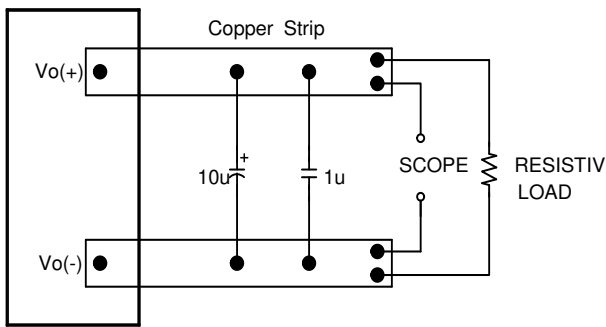 Copper Strip
Vo(+)
+
10u
1u
SCOPE
RESISTIV
LOAD
Vo(-)